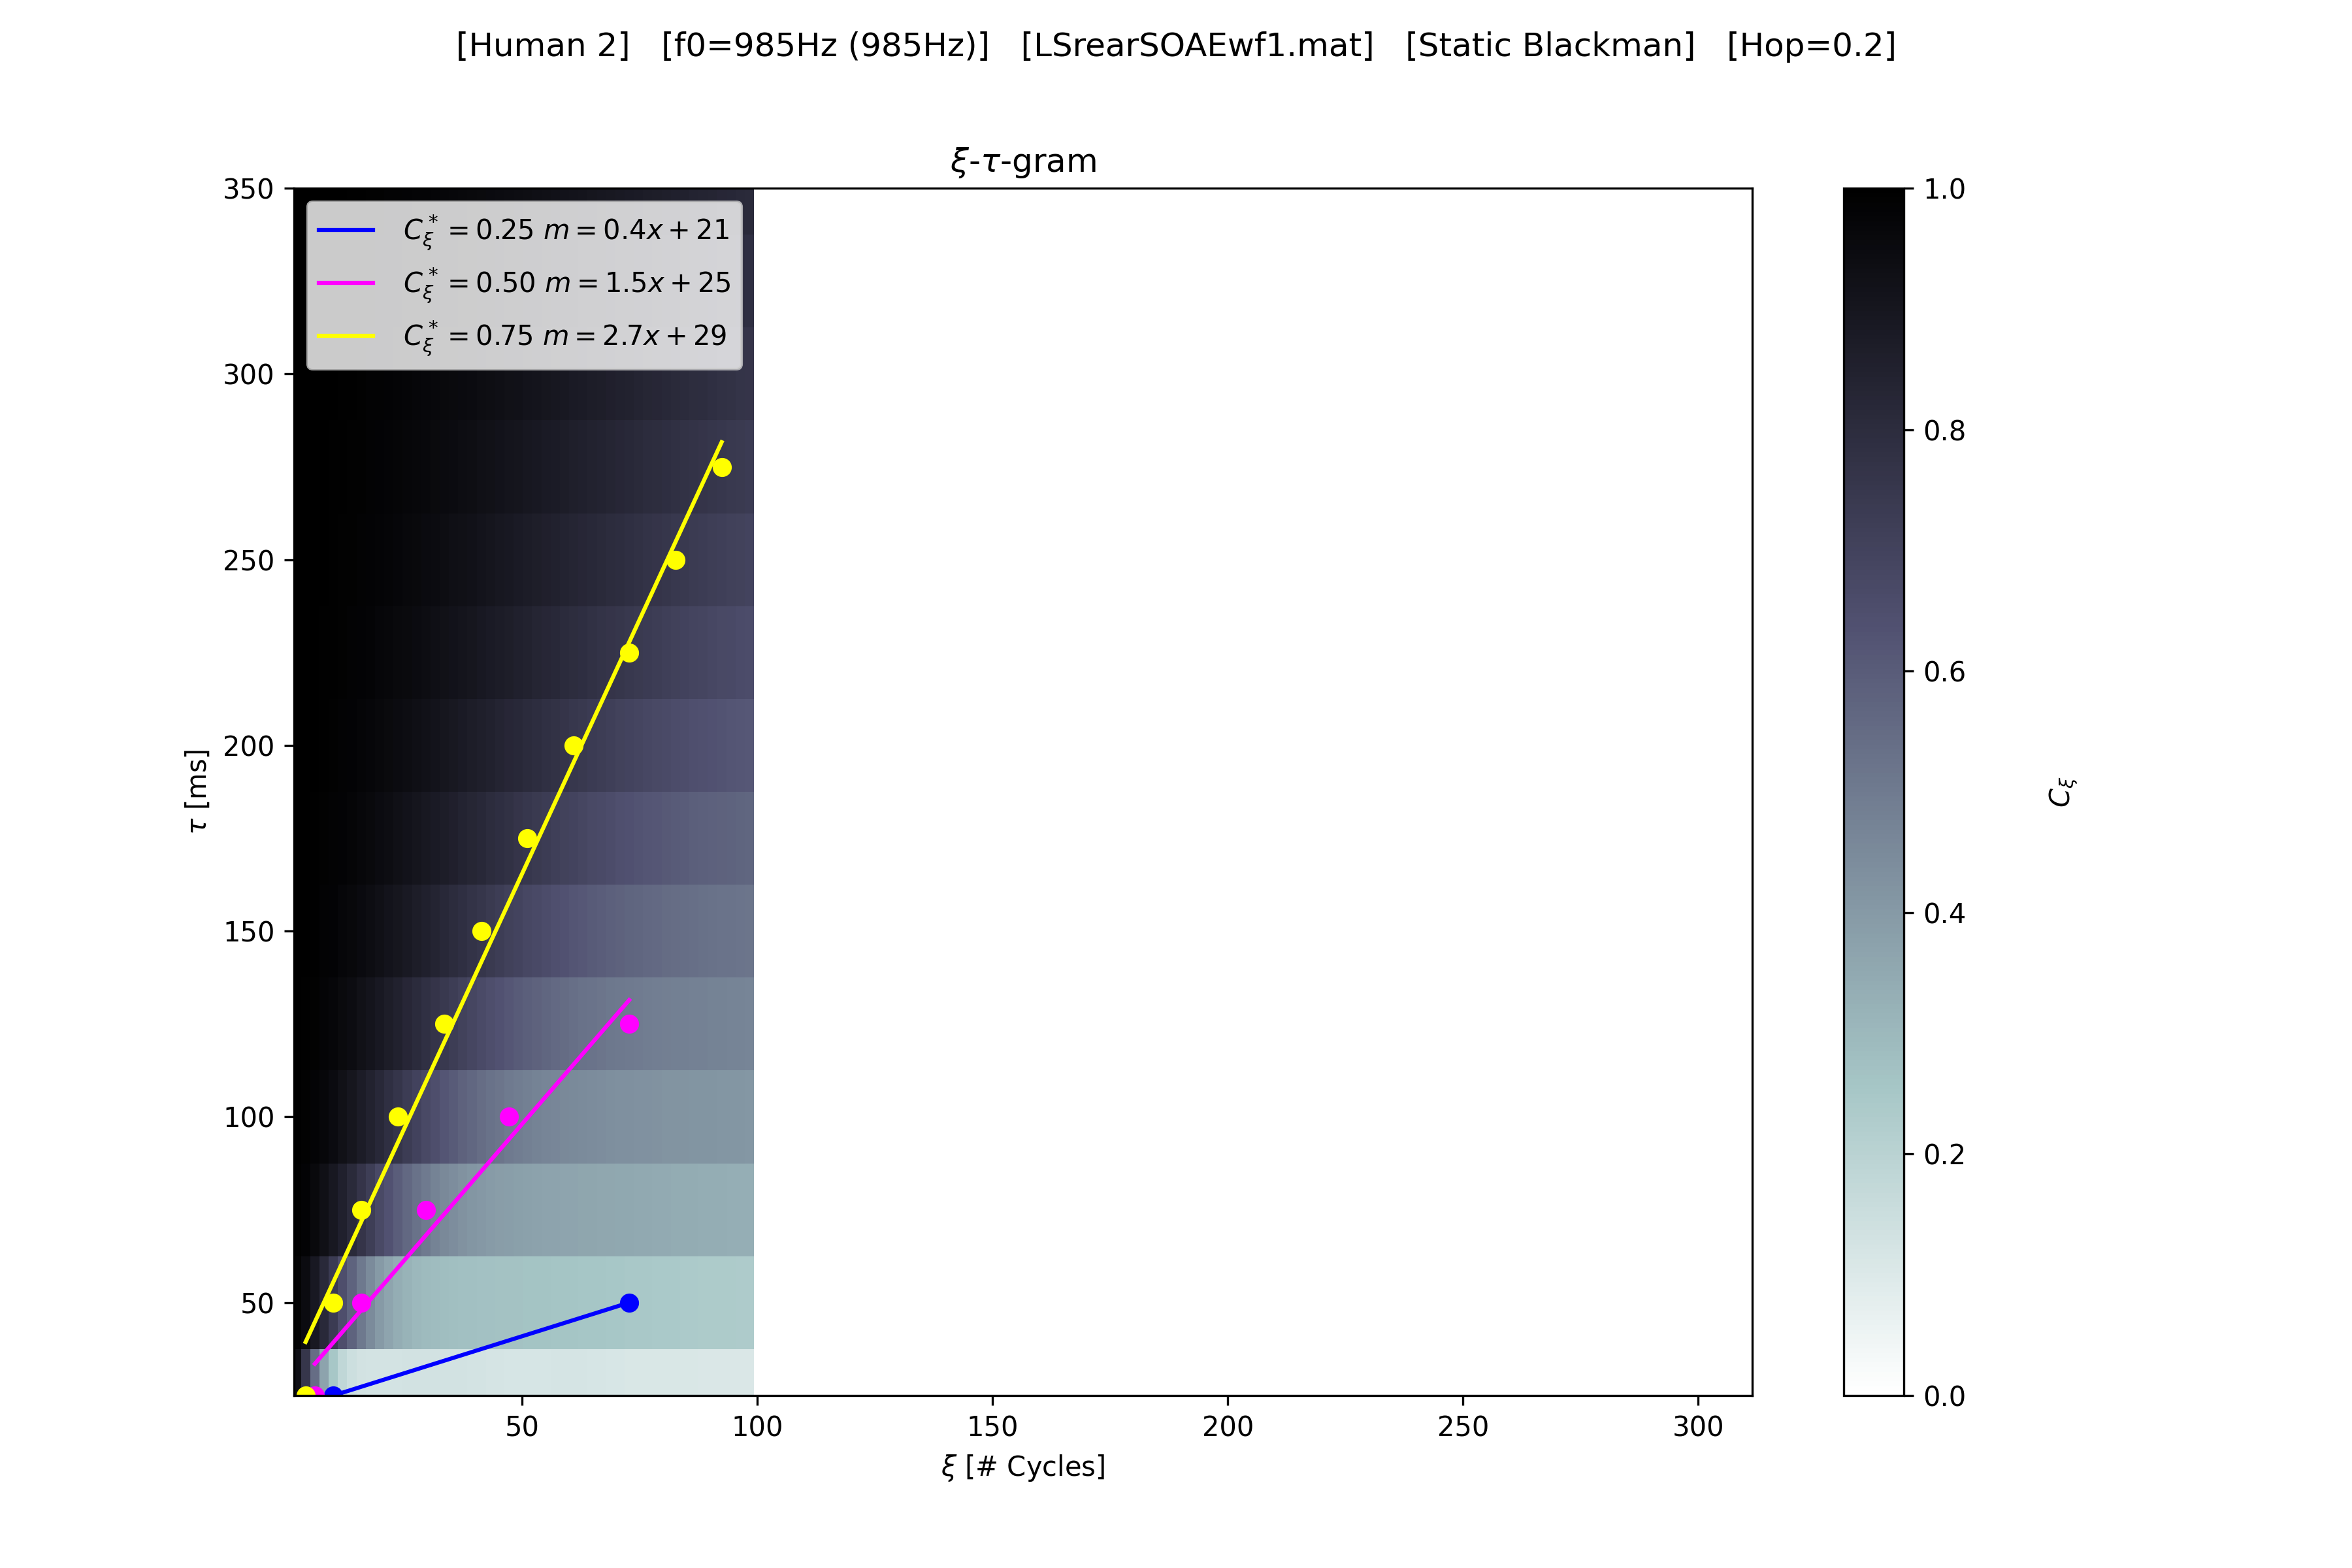 [Human 2]   [f0=985Hz (985Hz)]   [LSrearSOAEwf1.mat]   [Static Blackman]   [Hop=0.2]
ξ-τ-gram
C*ξ = 0.25 m = 0.4x + 21
C*ξ = 0.50 m = 1.5x + 25
C*ξ = 0.75 m = 2.7x + 29
350
300
250
200
150
100
50
τ [ms]
50 100 150 200 250 300
ξ [# Cycles]
1.0
0.8
0.6
0.4
0.2
0.0
Cξ